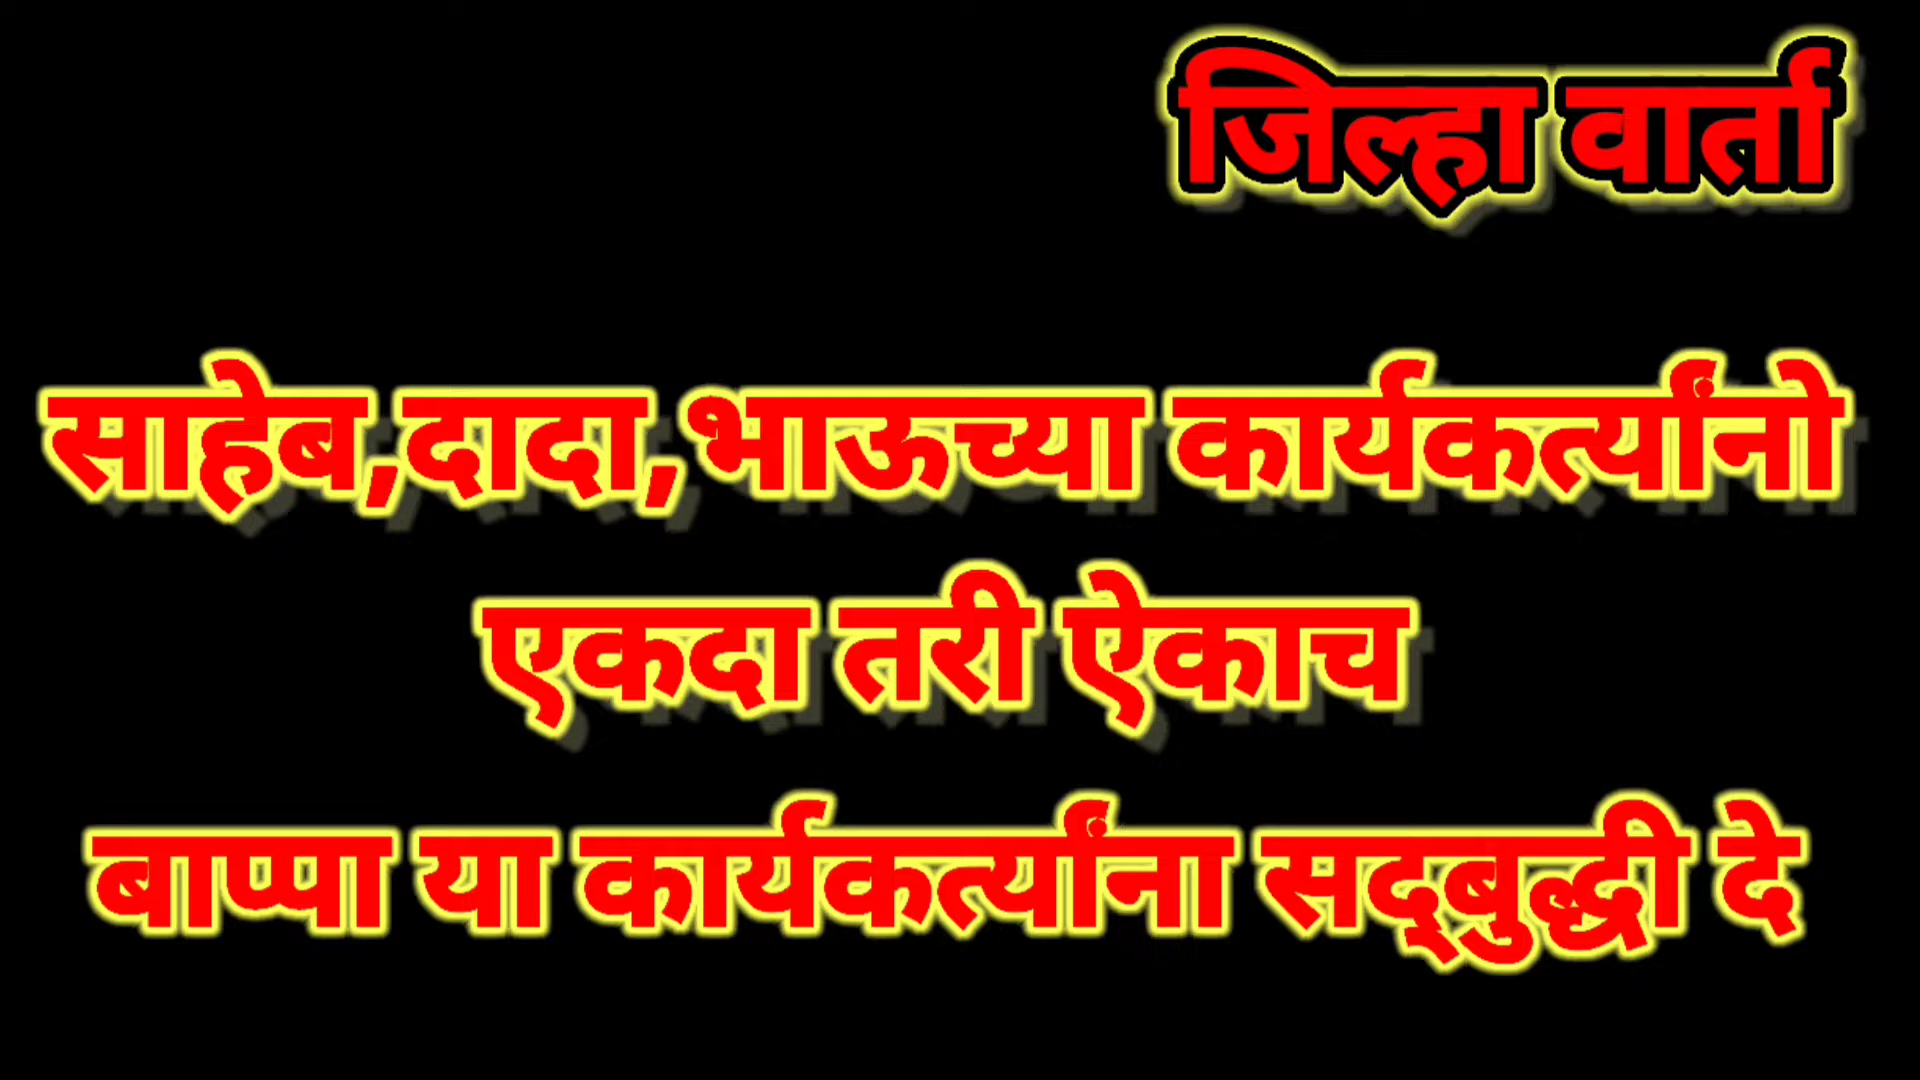 जिल्हा वार्ता
साहेब,दादा,भाऊच्या कार्यकर्त्यांनो
एकदा तरी ऐकाच
बाप्पा या कार्यकर्त्यांना सद्बुद्धी दे